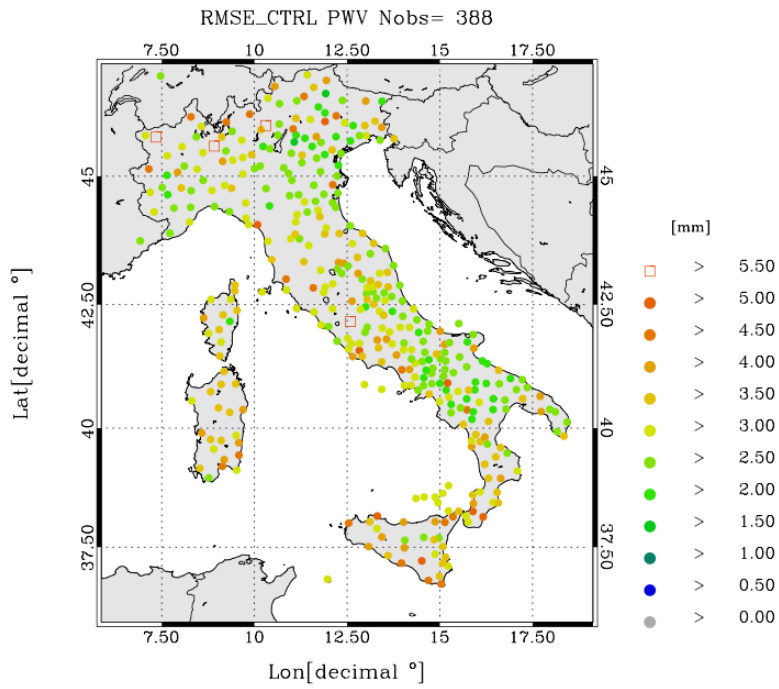 RMSE_CTRL PWV Nobs= 388
7.50 10 12.50 15 17.50
45 45
42.50 42.50
40 40
37.50 37.50
7.50 10 12.50 15 17.50
Lat[decimal °]
Lon[decimal °]
[mm]
> 5.50
> 5.00
> 4.50
> 4.00
> 3.50
> 3.00
> 2.50
> 2.00
> 1.50
> 1.00
> 0.50
> 0.00